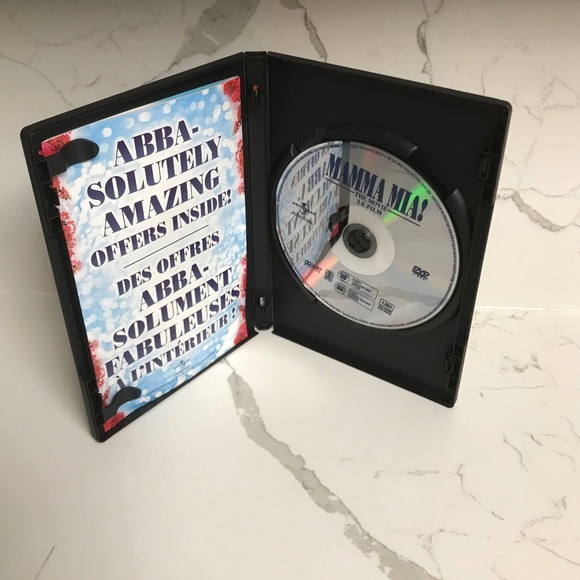 ABBA-
SOLUTELY
AMAZING
OFFERS INSIDE!
DES OFFRES
ABBA-
SOLUMENT
FABULEUSES
À L'INTÉRIEUR !
MAMMA MIA!
THE MOVIE
LE FILM
DVD